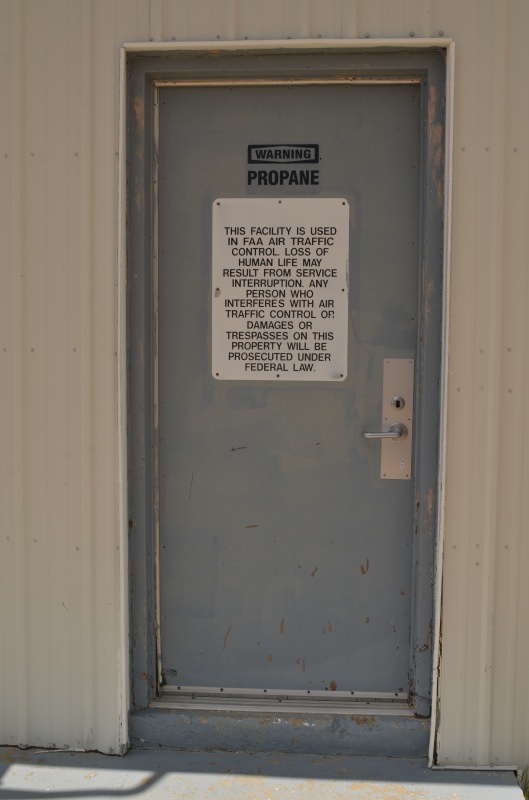 WARNING
PROPANE
THIS FACILITY IS USED
IN FAA AIR TRAFFIC
CONTROL. LOSS OF
HUMAN LIFE MAY
RESULT FROM SERVICE
INTERRUPTION. ANY
PERSON WHO
INTERFERES WITH AIR
TRAFFIC CONTROL OR
DAMAGES OR
TRESPASSES ON THIS
PROPERTY WILL BE
PROSECUTED UNDER
FEDERAL LAW.